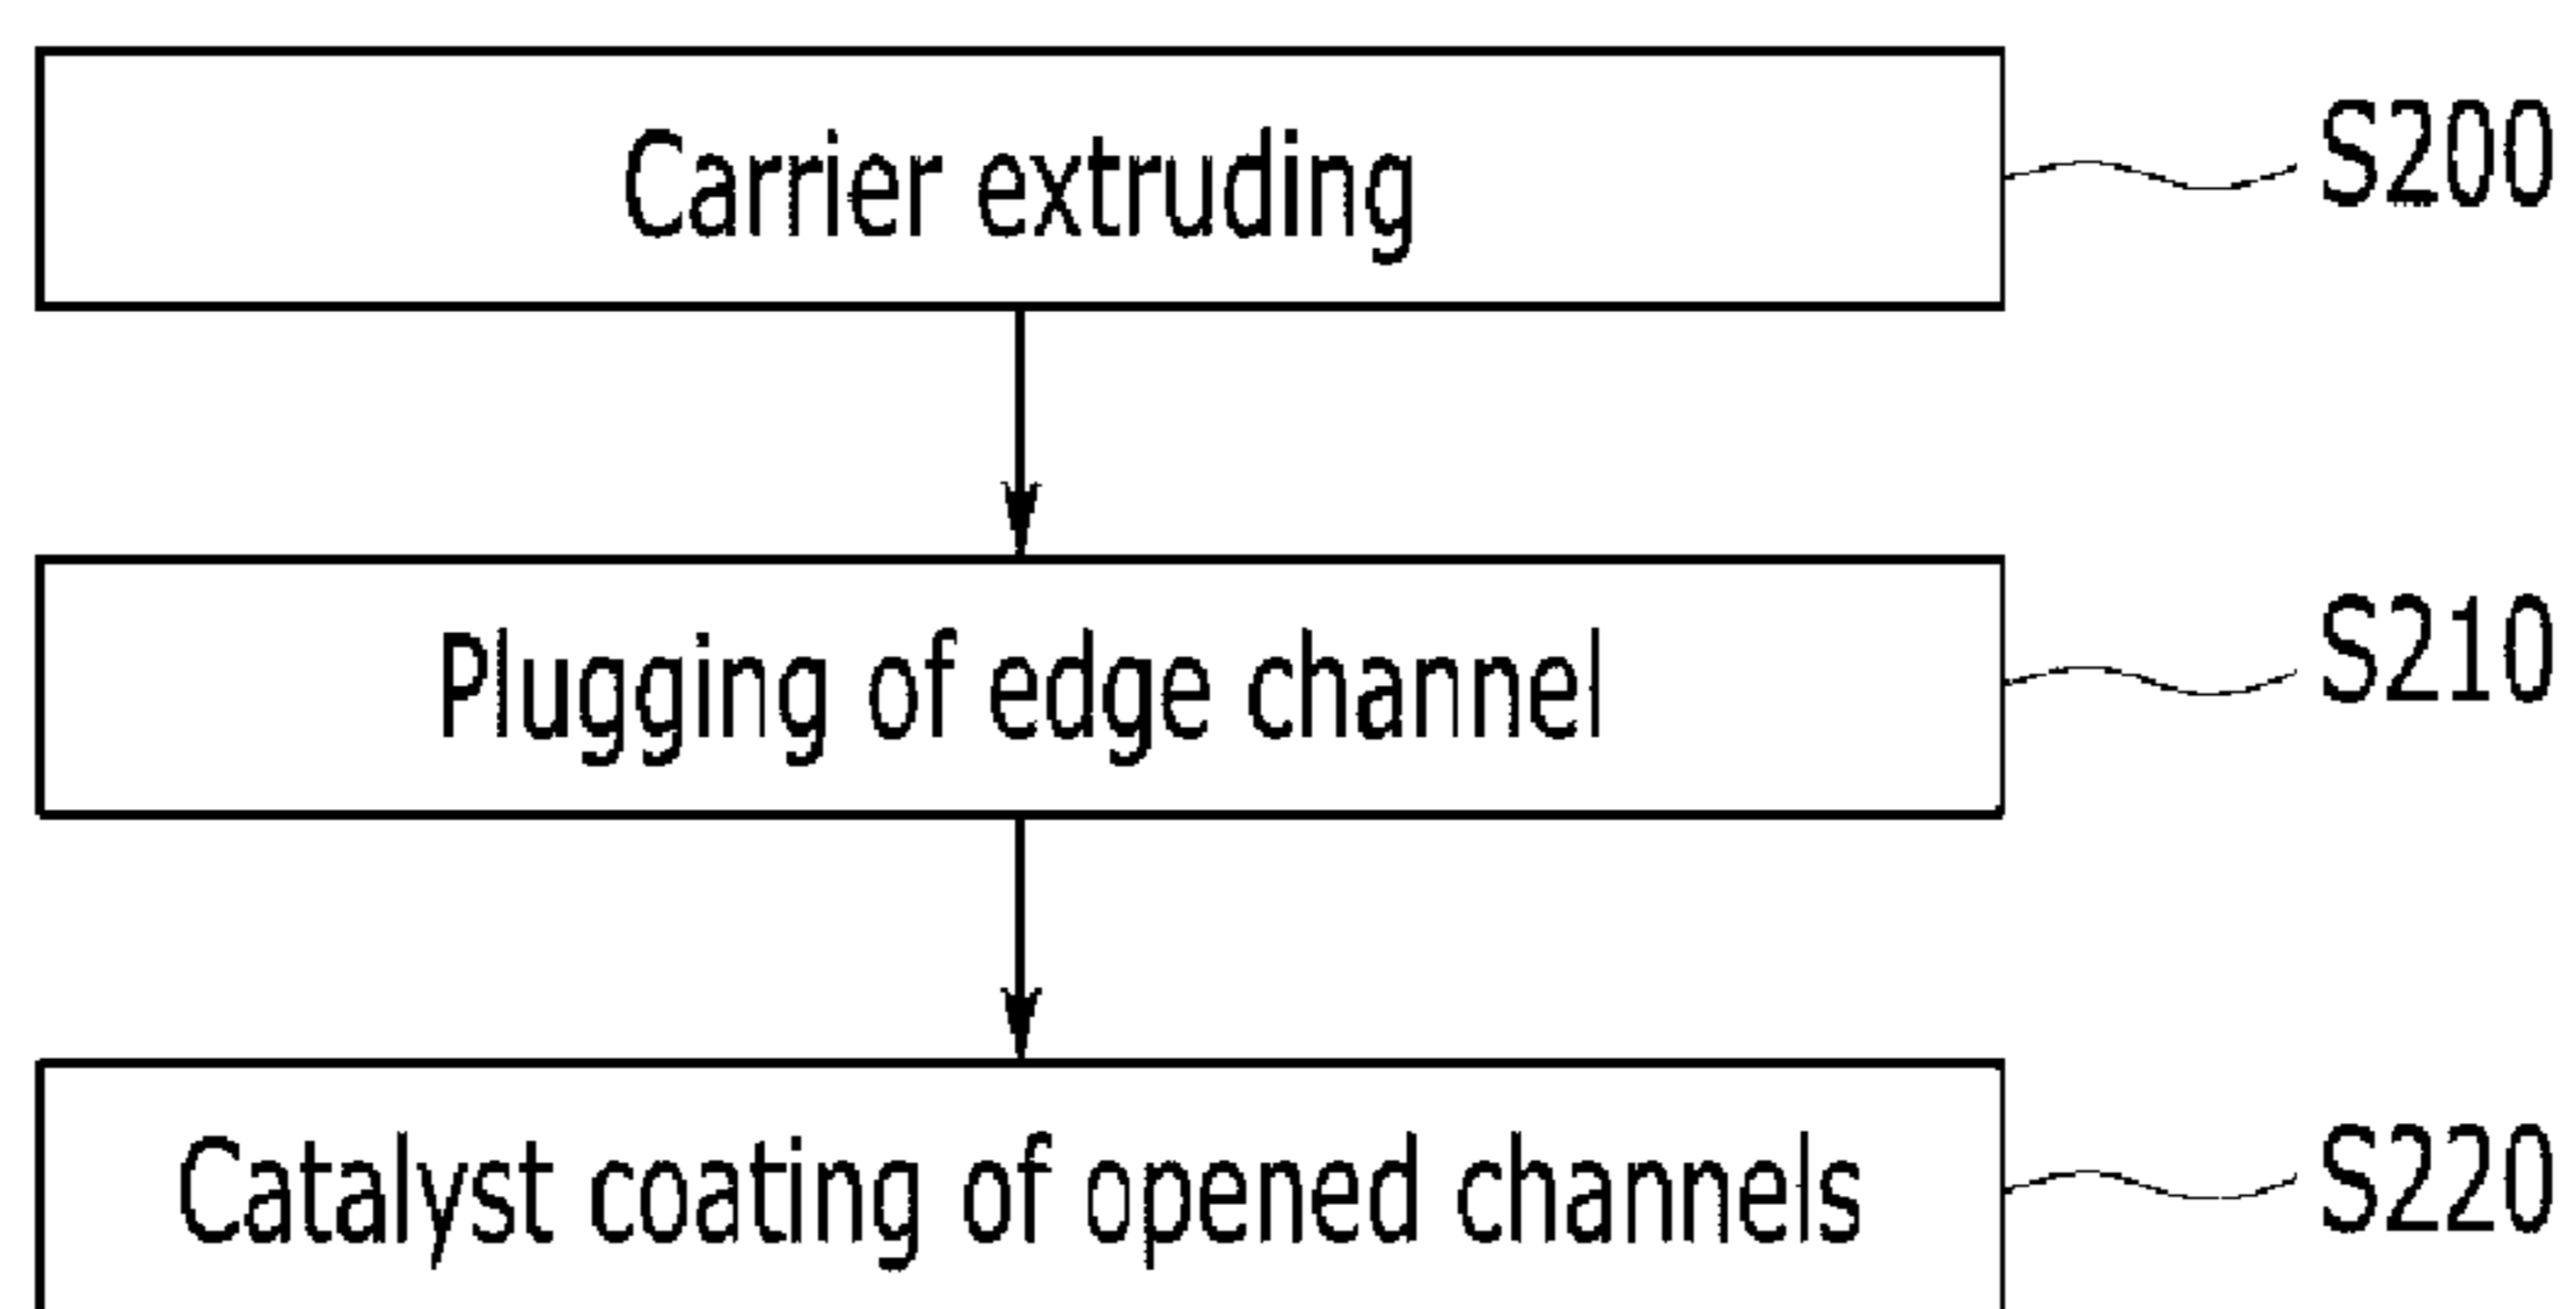 Carrier extruding S200
Plugging of edge channel S210
Catalyst coating of opened channels S220